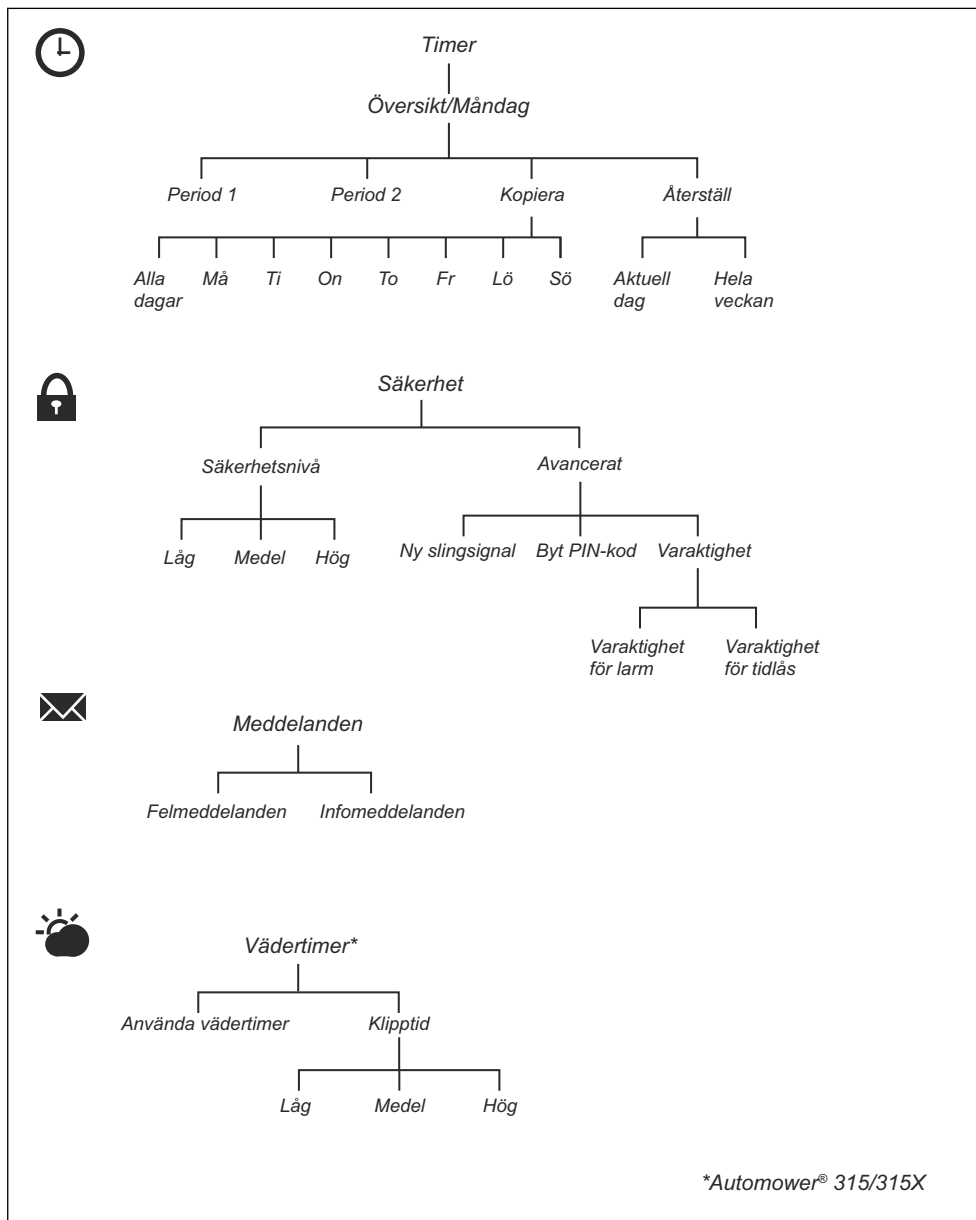 Timer
Översikt/Måndag
Period 1 Period 2 Kopiera Återställ
Alla dagar Må Ti On To Fr Lö Sö Aktuell dag Hela veckan
Säkerhet
Säkerhetsnivå Avancerat
Låg Medel Hög Ny slingsignal Byt PIN-kod Varaktighet
Varaktighet för larm Varaktighet för tidlås
Meddelanden
Felmeddelanden Infomeddelanden
Vädertimer*
Använda vädertimer Klipptid
Låg Medel Hög
*Automower® 315/315X